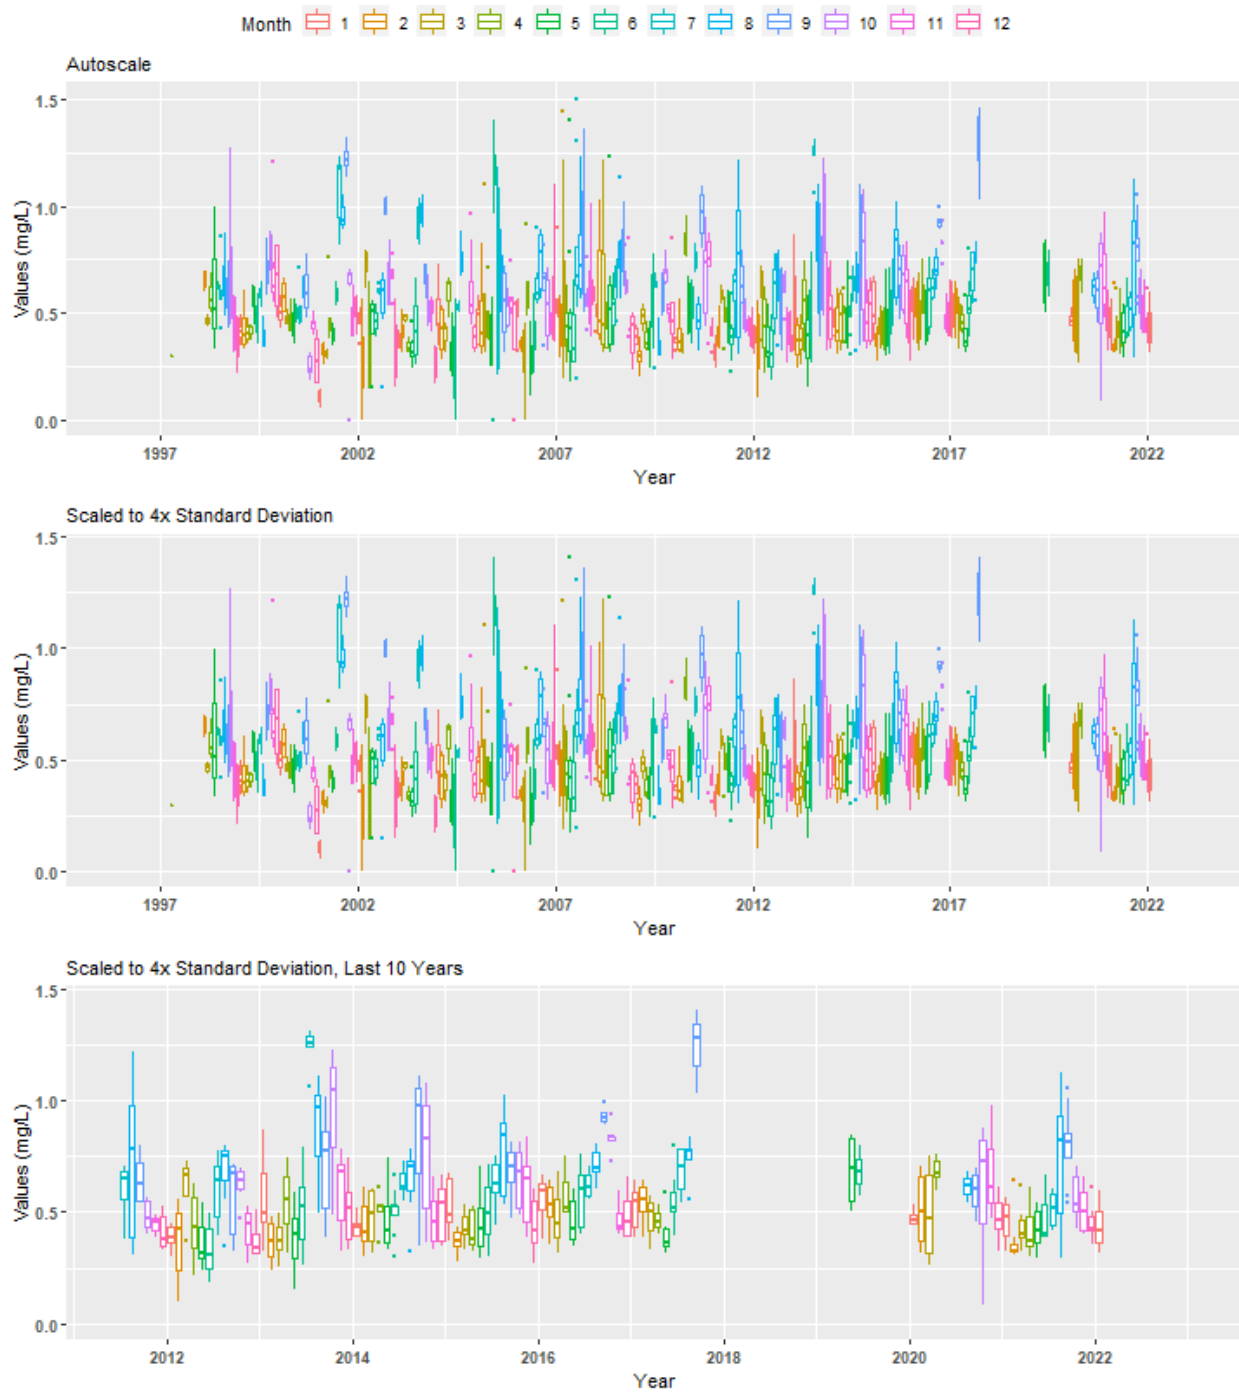 Month 1 2 3 4 5 6 7 8 9 10 11 12
Autoscale
1.5
1.0
0.5
0.0
Values (mg/L)
1997 2002 2007 2012 2017 2022
Year
Scaled to 4x Standard Deviation
1.5
1.0
0.5
0.0
Values (mg/L)
1997 2002 2007 2012 2017 2022
Year
Scaled to 4x Standard Deviation, Last 10 Years
1.5
1.0
0.5
0.0
Values (mg/L)
2012 2014 2016 2018 2020 2022
Year